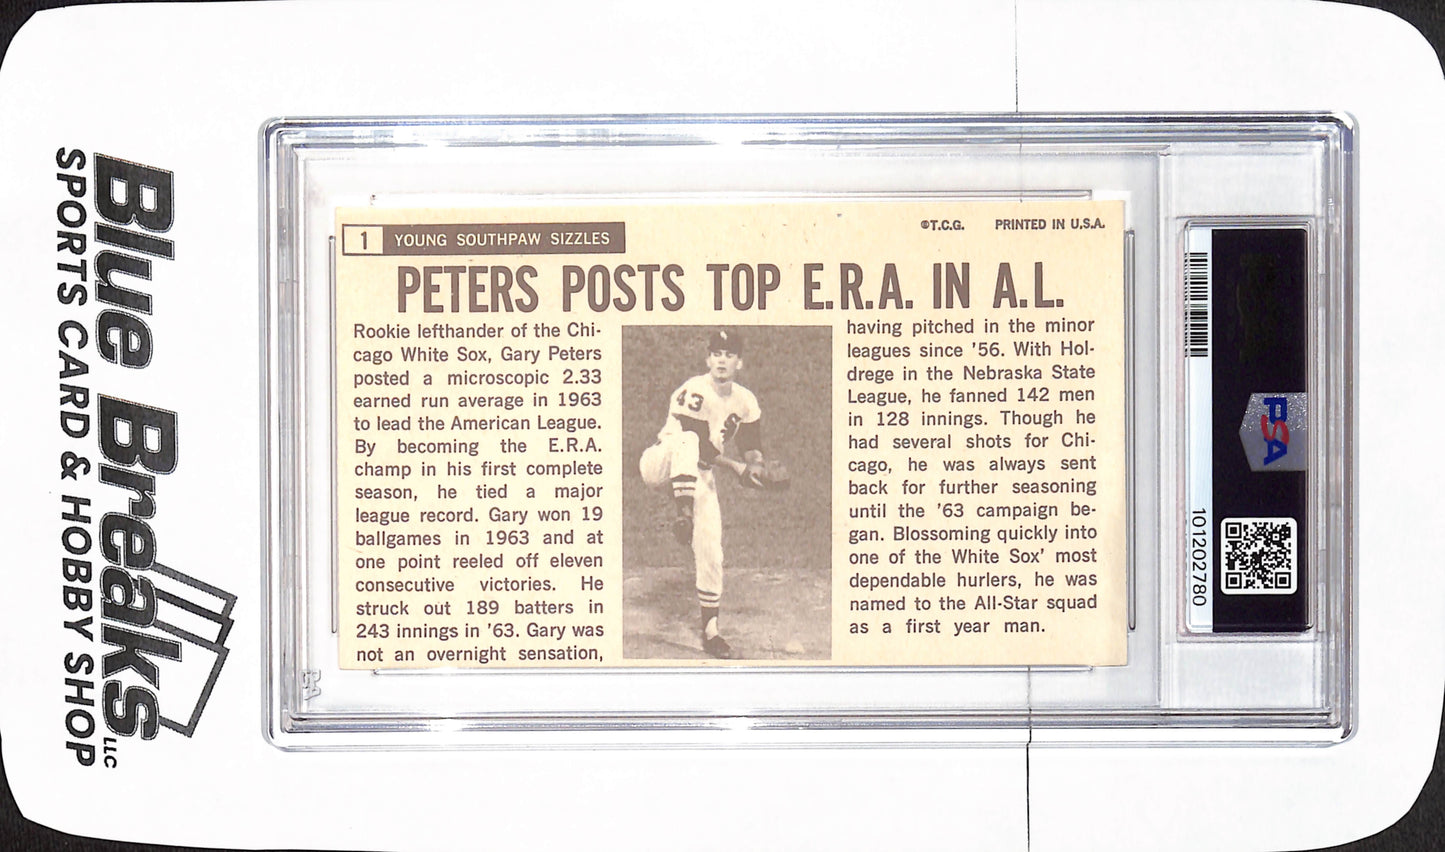 Blue Breaks LLC
SPORTS CARD & HOBBY SHOP
1 YOUNG SOUTHPAW SIZZLES
©T.C.G. PRINTED IN U.S.A.
PETERS POSTS TOP E.R.A. IN A.L.
Rookie lefthander of the Chi-
cago White Sox, Gary Peters
posted a microscopic 2.33
earned run average in 1963
to lead the American League.
By becoming the E.R.A.
champ in his first complete
season, he tied a major
league record. Gary won 19
ballgames in 1963 and at
one point reeled off eleven
consecutive victories. He
struck out 189 batters in
243 innings in '63. Gary was
not an overnight sensation,
43
having pitched in the minor
leagues since '56. With Hol-
drege in the Nebraska State
League, he fanned 142 men
in 128 innings. Though he
had several shots for Chi-
cago, he was always sent
back for further seasoning
until the '63 campaign be-
gan. Blossoming quickly into
one of the White Sox' most
dependable hurlers, he was
named to the All-Star squad
as a first year man.
PSA
101202780
PSA